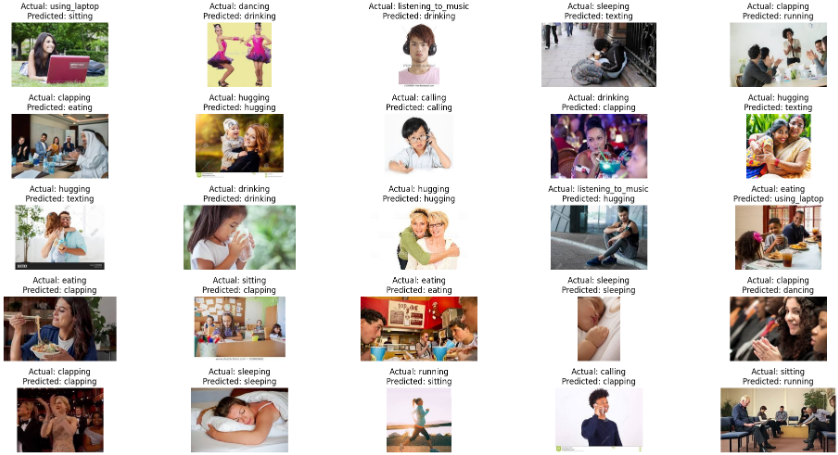 Actual: using_laptop
Predicted: sitting
Actual: dancing
Predicted: drinking
Actual: listening_to_music
Predicted: drinking
Actual: sleeping
Predicted: texting
Actual: clapping
Predicted: running
Actual: clapping
Predicted: eating
Actual: hugging
Predicted: hugging
Actual: calling
Predicted: calling
Actual: drinking
Predicted: clapping
Actual: hugging
Predicted: texting
Actual: hugging
Predicted: texting
Actual: drinking
Predicted: drinking
Actual: hugging
Predicted: hugging
Actual: listening_to_music
Predicted: hugging
Actual: eating
Predicted: using_laptop
Actual: eating
Predicted: clapping
Actual: sitting
Predicted: clapping
Actual: eating
Predicted: eating
Actual: sleeping
Predicted: sleeping
Actual: clapping
Predicted: dancing
Actual: clapping
Predicted: clapping
Actual: sleeping
Predicted: sleeping
Actual: running
Predicted: sitting
Actual: calling
Predicted: clapping
Actual: sitting
Predicted: running